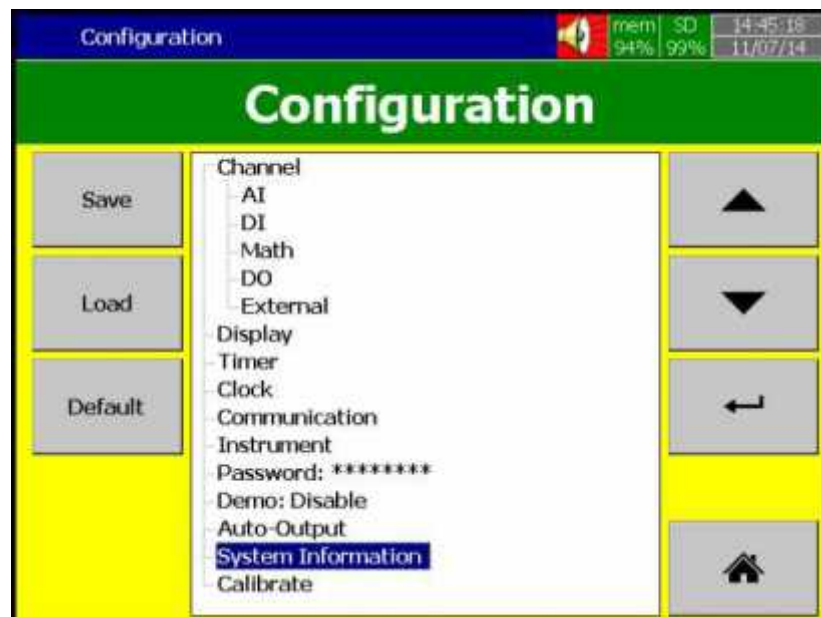 Configuration
mem SD 14:45:18
94% 99% 11/07/14
Configuration
Save
Load
Default
Channel
AI
DI
Math
DO
External
Display
Timer
Clock
Communication
Instrument
Password: ********
Demo: Disable
Auto-Output
System Information
Calibrate